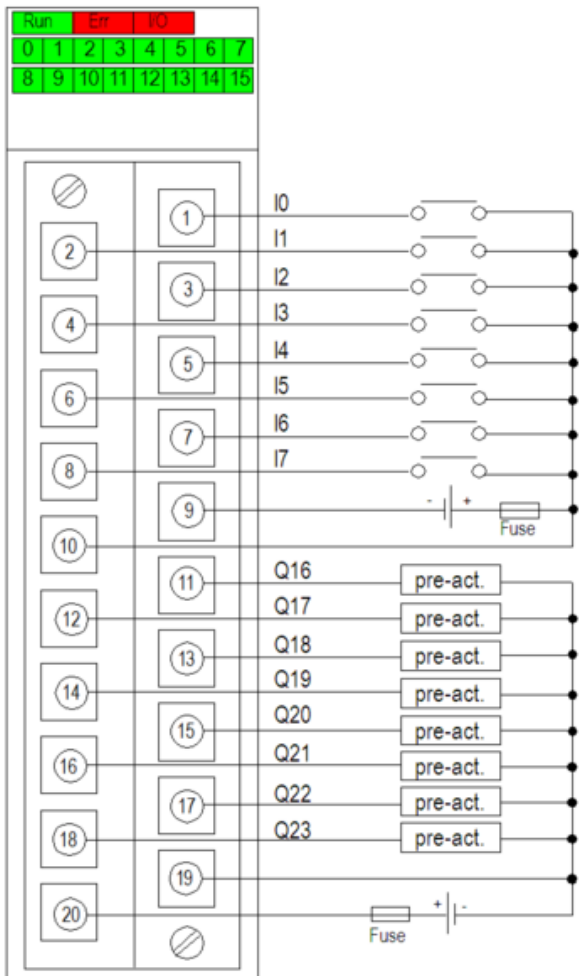 Run Err I/O
0 1 2 3 4 5 6 7
8 9 10 11 12 13 14 15
1 I0
2 I1
3 I2
4 I3
5 I4
6 I5
7 I6
8 I7
9 - + Fuse
10
11 Q16 pre-act.
12 Q17 pre-act.
13 Q18 pre-act.
14 Q19 pre-act.
15 Q20 pre-act.
16 Q21 pre-act.
17 Q22 pre-act.
18 Q23 pre-act.
19
20 Fuse + -